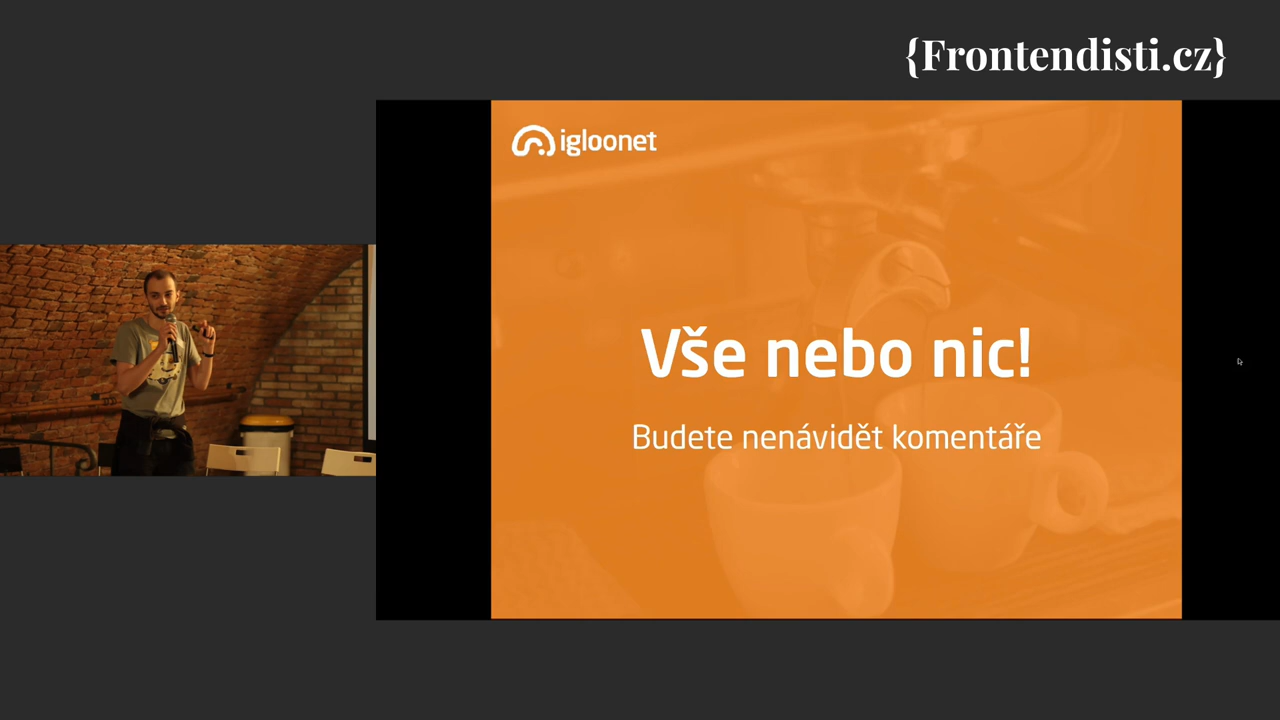 {Frontendisti.cz}
igloonet
Vše nebo nic!
Budete nenávidět komentáře